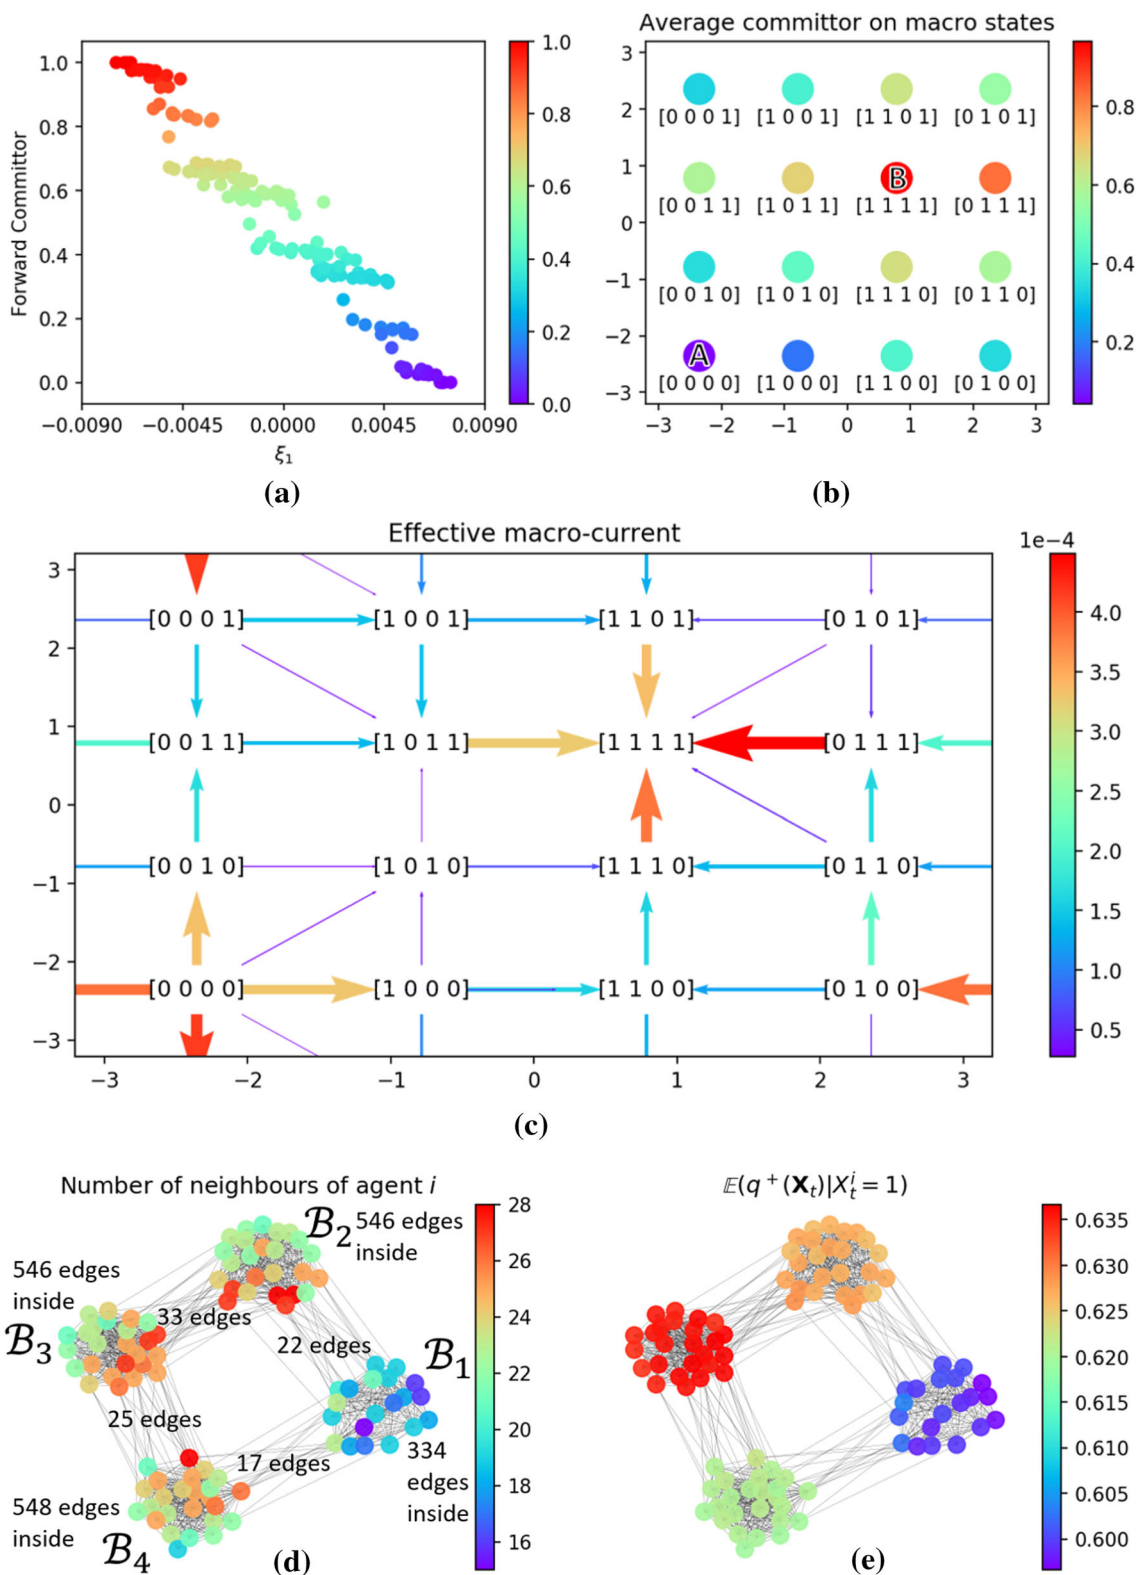 Average committor on macro states
Forward Committor
1.0
0.8
0.6
0.4
0.2
0.0
−0.0090 −0.0045 0.0000 0.0045 0.0090
ξ₁
1.0
0.8
0.6
0.4
0.2
0.0
(a)
3
2
1
0
−1
−2
−3
[0 0 0 1] [1 0 0 1] [1 1 0 1] [0 1 0 1]
B
[0 0 1 1] [1 0 1 1] [1 1 1 1] [0 1 1 1]
[0 0 1 0] [1 0 1 0] [1 1 1 0] [0 1 1 0]
A
[0 0 0 0] [1 0 0 0] [1 1 0 0] [0 1 0 0]
−3 −2 −1 0 1 2 3
0.8
0.6
0.4
0.2
(b)
Effective macro-current
3
2
1
0
−1
−2
−3
[0 0 0 1] [1 0 0 1] [1 1 0 1] [0 1 0 1]
[0 0 1 1] [1 0 1 1] [1 1 1 1] [0 1 1 1]
[0 0 1 0] [1 0 1 0] [1 1 1 0] [0 1 1 0]
[0 0 0 0] [1 0 0 0] [1 1 0 0] [0 1 0 0]
−3 −2 −1 0 1 2 3
1e−4
4.0
3.5
3.0
2.5
2.0
1.5
1.0
0.5
(c)
Number of neighbours of agent i
ℬ₂ 546 edges
inside
546 edges
inside
33 edges
ℬ₃
22 edges
ℬ₁
25 edges
17 edges
334
edges
inside
548 edges
inside
ℬ₄
28
26
24
22
20
18
16
(d)
𝔼(q⁺(𝐗ₜ)|Xₜⁱ = 1)
0.635
0.630
0.625
0.620
0.615
0.610
0.605
0.600
(e)